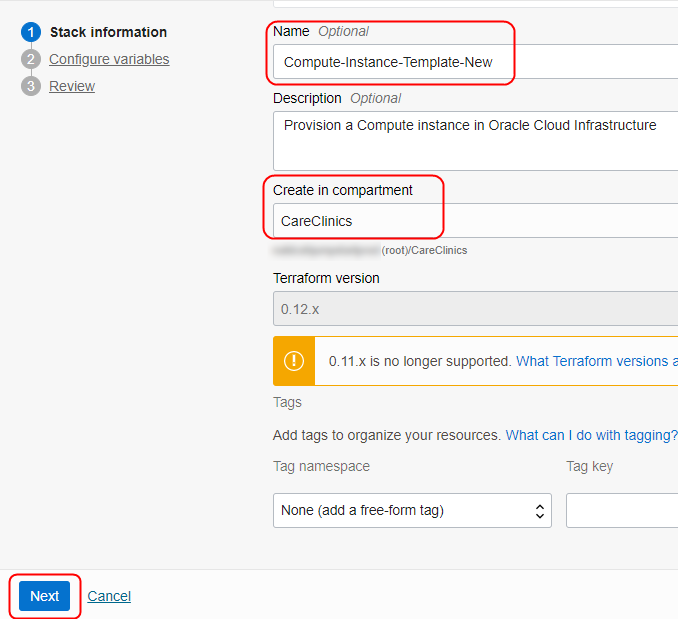 1 Stack information
2 Configure variables
3 Review
Name Optional
Compute-Instance-Template-New
Description Optional
Provision a Compute instance in Oracle Cloud Infrastructure
Create in compartment
CareClinics
(root)/CareClinics
Terraform version
0.12.x
0.11.x is no longer supported. What Terraform versions a
Tags
Add tags to organize your resources. What can I do with tagging?
Tag namespace Tag key
None (add a free-form tag)
Next Cancel